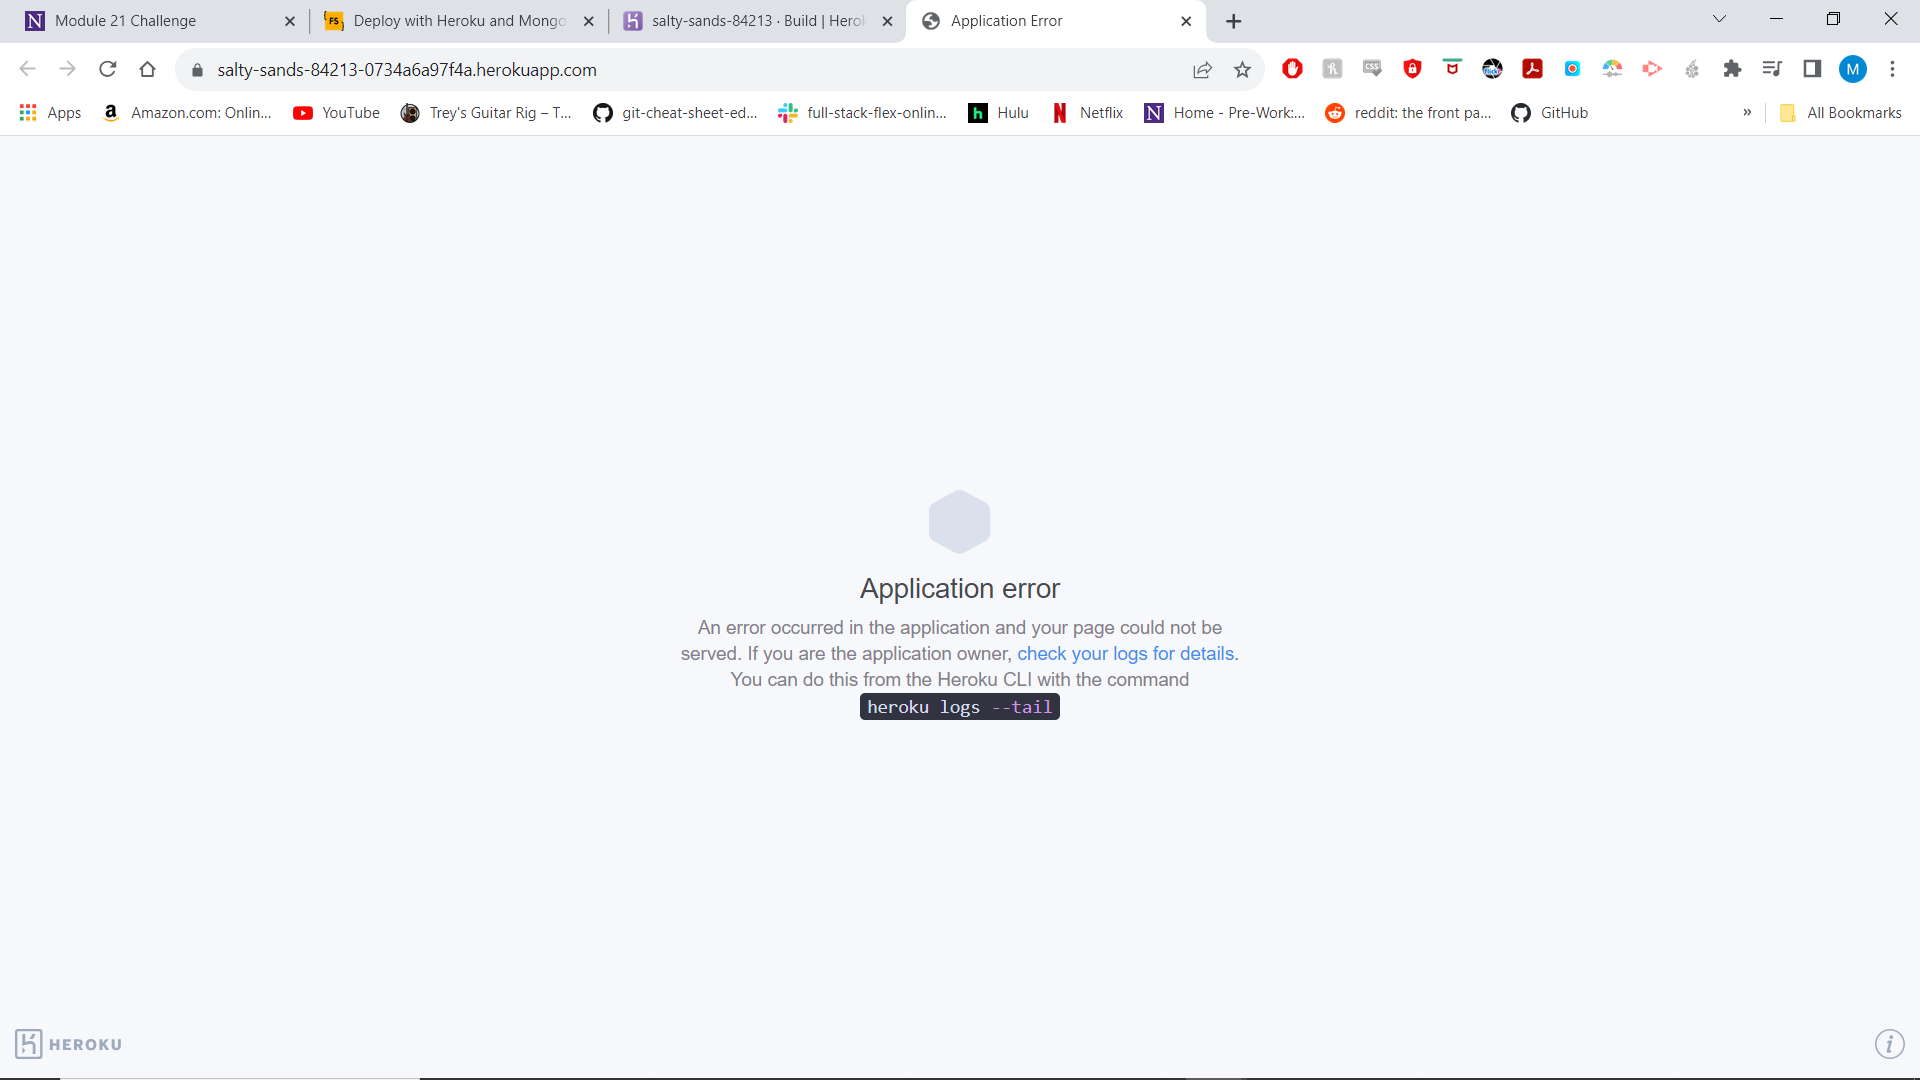 Module 21 Challenge
Deploy with Heroku and Mongo
salty-sands-84213 · Build | Herok
Application Error
salty-sands-84213-0734a6a97f4a.herokuapp.com
M
Apps
Amazon.com: Onlin...
YouTube
Trey's Guitar Rig – T...
git-cheat-sheet-ed...
full-stack-flex-onlin...
Hulu
Netflix
Home - Pre-Work:...
reddit: the front pa...
GitHub
»
All Bookmarks
Application error
An error occurred in the application and your page could not be
served. If you are the application owner, check your logs for details.
You can do this from the Heroku CLI with the command
heroku logs --tail
HEROKU